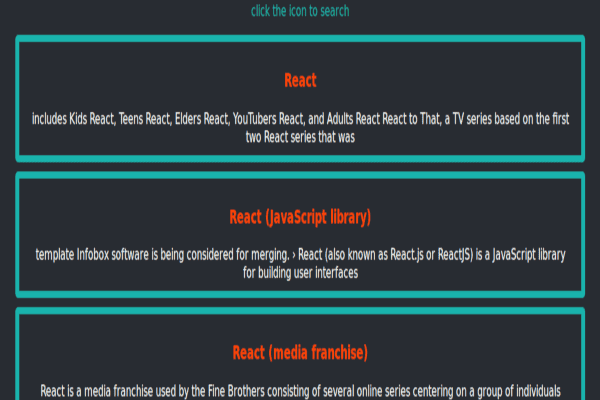 click the icon to search
React
includes Kids React, Teens React, Elders React, YouTubers React, and Adults React React to That, a TV series based on the first
two React series that was
React (JavaScript library)
template Infobox software is being considered for merging. › React (also known as React.js or ReactJS) is a JavaScript library
for building user interfaces
React (media franchise)
React is a media franchise used by the Fine Brothers consisting of several online series centering on a group of individuals